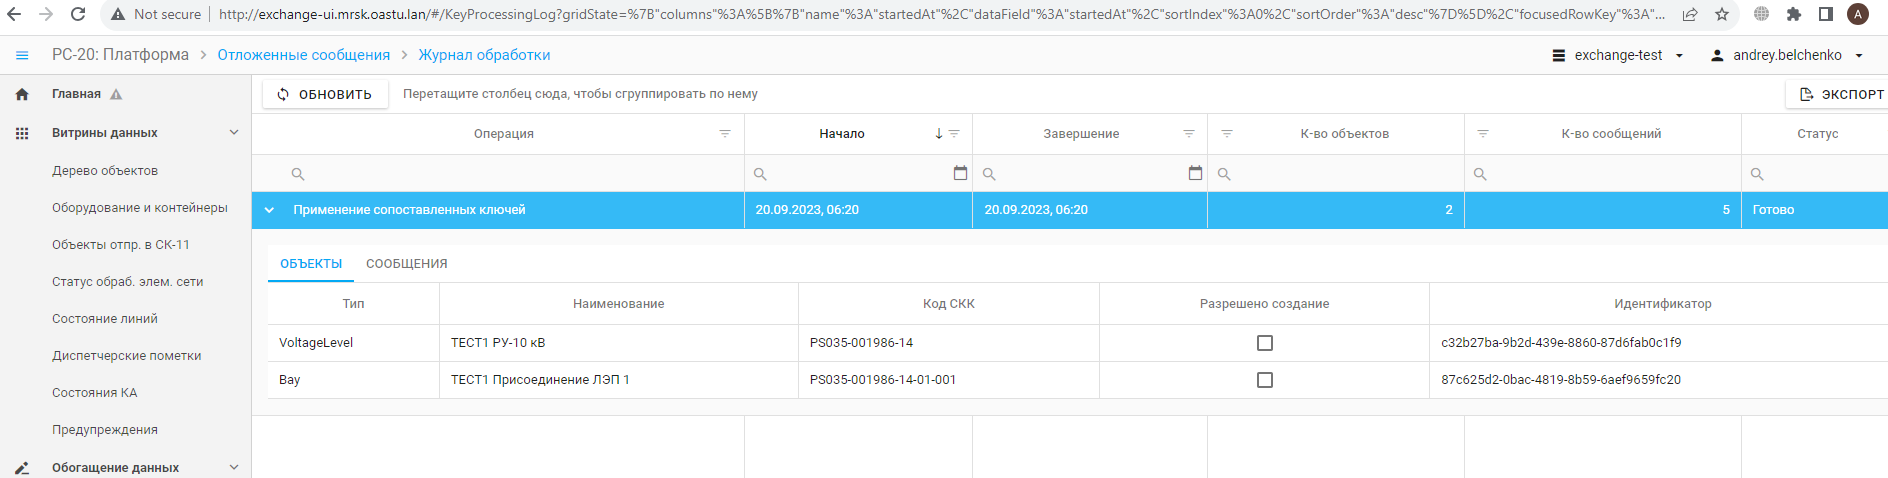 Not secure http://exchange-ui.mrsk.oastu.lan/#/KeyProcessingLog?gridState=%7B"columns"%3A%5B%7B"name"%3A"startedAt"%2C"dataField"%3A"startedAt"%2C"sortIndex"%3A0%2C"sortOrder"%3A"desc"%7D%5D%2C"focusedRowKey"%3A"... A
РС-20: Платформа Отложенные сообщения Журнал обработки exchange-test andrey.belchenko
Главная
Витрины данных
Дерево объектов
Оборудование и контейнеры
Объекты отпр. в СК-11
Статус обраб. элем. сети
Состояние линий
Диспетчерские пометки
Состояния КА
Предупреждения
Обогащение данных
ОБНОВИТЬ Перетащите столбец сюда, чтобы сгруппировать по нему ЭКСПОРТ
Операция Начало Завершение К-во объектов К-во сообщений Статус
Применение сопоставленных ключей 20.09.2023, 06:20 20.09.2023, 06:20 2 5 Готово
ОБЪЕКТЫ СООБЩЕНИЯ
Тип Наименование Код СКК Разрешено создание Идентификатор
VoltageLevel ТЕСТ1 РУ-10 кВ PS035-001986-14 c32b27ba-9b2d-439e-8860-87d6fab0c1f9
Bay ТЕСТ1 Присоединение ЛЭП 1 PS035-001986-14-01-001 87c625d2-0bac-4819-8b59-6aef9659fc20